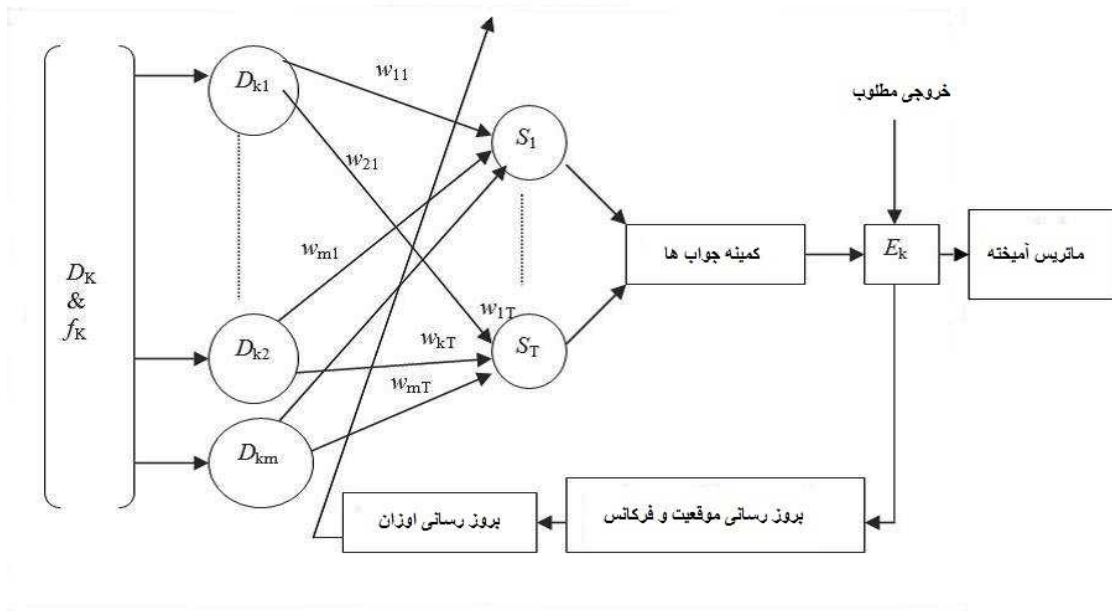 D_K
&
f_K
D_k1
D_k2
D_km
w_11
w_21
w_m1
w_1T
w_kT
w_mT
S_1
S_T
کمینه جواب ها
خروجی مطلوب
E_k
ماتریس آمیخته
بروز رسانی موقعیت و فرکانس
بروز رسانی اوزان